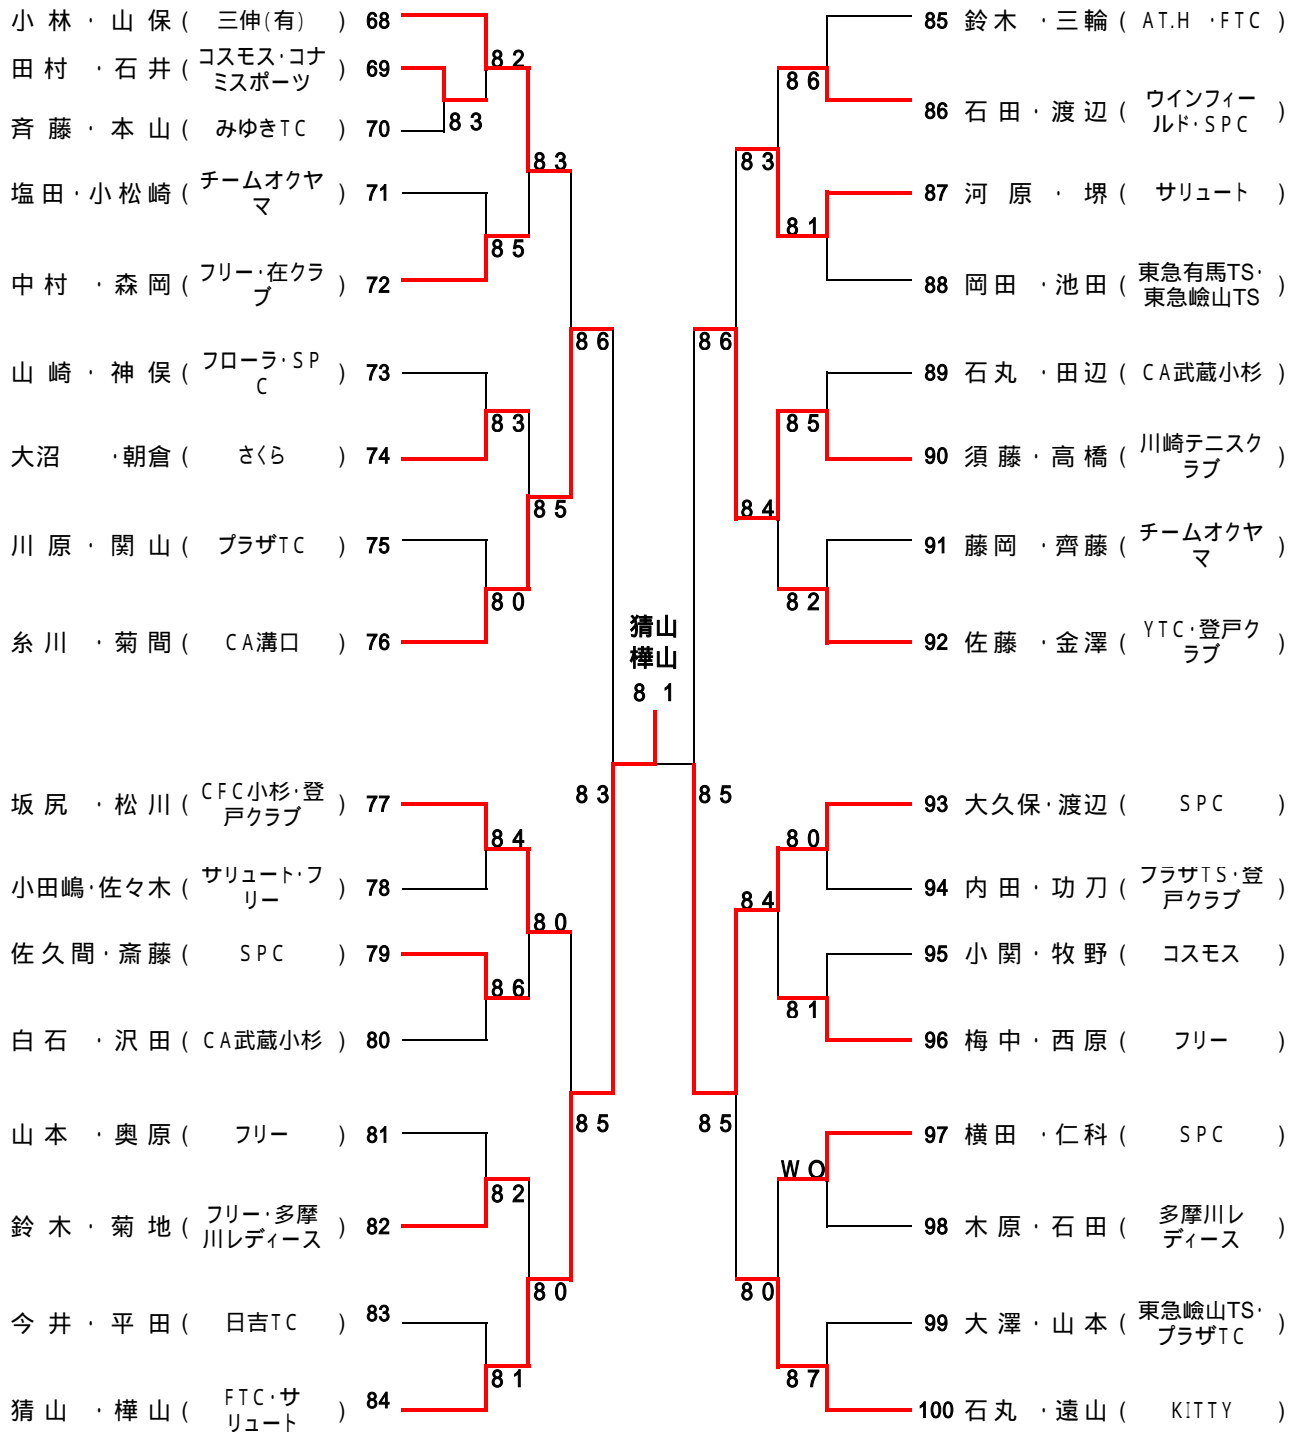 小林・山保( 三伸(有) ) 68
田村・石井( コスモス・コナ
ミスポーツ ) 69
斉藤・本山( みゆきTC ) 70
塩田・小松崎( チームオクヤ
マ ) 71
中村・森岡( フリー・在クラ
ブ ) 72
山崎・神俣( フローラ・SP
C ) 73
大沼・朝倉( さくら ) 74
川原・関山( プラザTC ) 75
糸川・菊間( CA溝口 ) 76
坂尻・松川( CFC小杉・登
戸クラブ ) 77
小田嶋・佐々木( サリュート・フ
リー ) 78
佐久間・斎藤( SPC ) 79
白石・沢田( CA武蔵小杉 ) 80
山本・奥原( フリー ) 81
鈴木・菊地( フリー・多摩
川レディース ) 82
今井・平田( 日吉TC ) 83
猜山・樺山( FTC・サ
リュート ) 84
82
83
83
85
86
83
85
80
83
84
80
86
85
82
80
81
猜山
樺山
81
86
83
81
86
85
84
82
85
80
84
81
85
WO
80
87
85 鈴木・三輪( AT.H・FTC )
86 石田・渡辺( ウインフィー
ルド・SPC )
87 河原・堺( サリュート )
88 岡田・池田( 東急有馬TS・
東急嶮山TS )
89 石丸・田辺( CA武蔵小杉 )
90 須藤・高橋( 川崎テニスク
ラブ )
91 藤岡・齊藤( チームオクヤ
マ )
92 佐藤・金澤( YTC・登戸ク
ラブ )
93 大久保・渡辺( SPC )
94 内田・功刀( プラザTS・登
戸クラブ )
95 小関・牧野( コスモス )
96 梅中・西原( フリー )
97 横田・仁科( SPC )
98 木原・石田( 多摩川レ
ディース )
99 大澤・山本( 東急嶮山TS・
プラザTC )
100 石丸・遠山( KITTY )